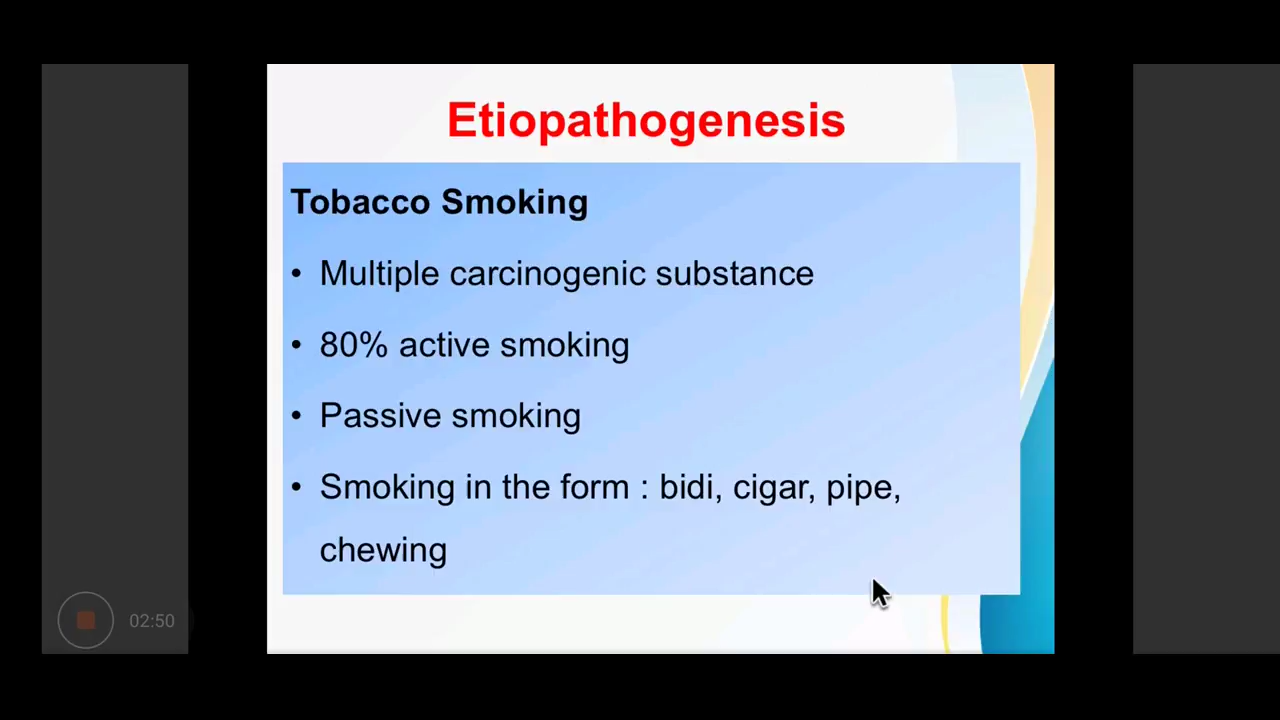 Etiopathogenesis
Tobacco Smoking
• Multiple carcinogenic substance
• 80% active smoking
• Passive smoking
• Smoking in the form : bidi, cigar, pipe,
chewing
02:50